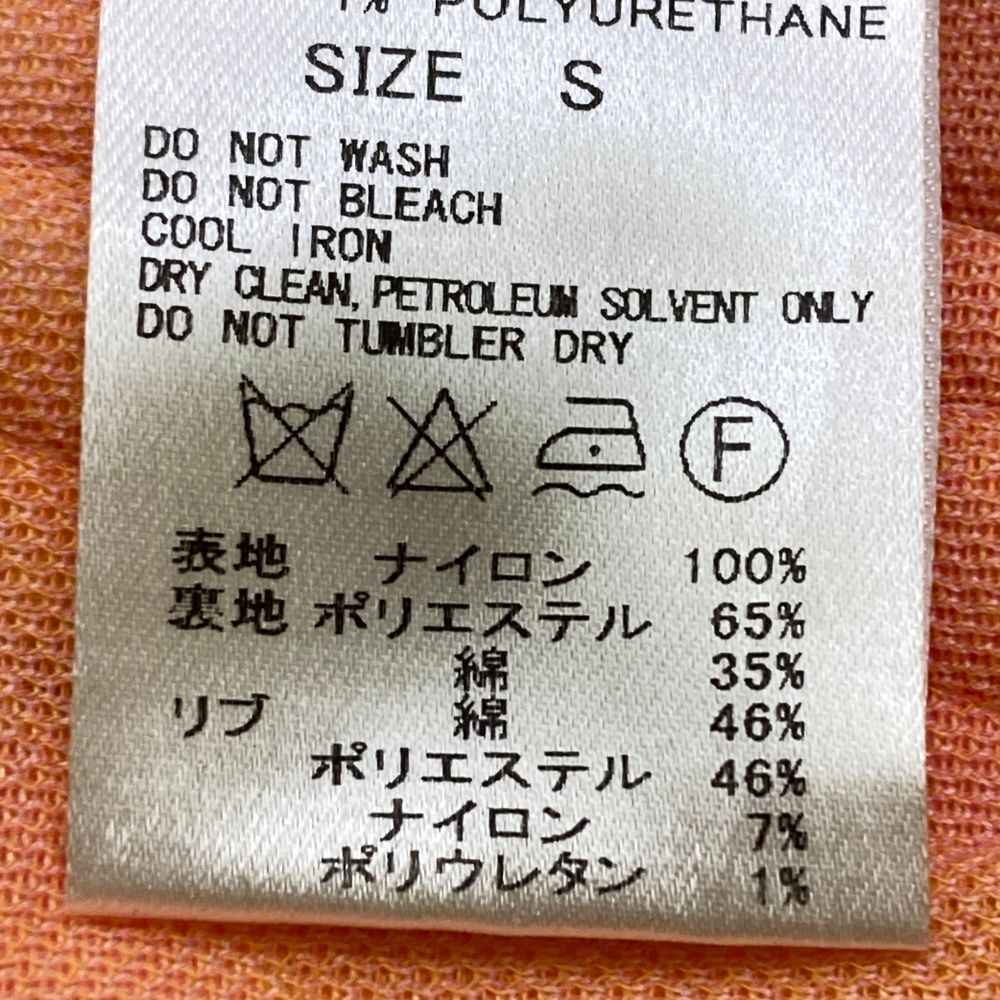 1% POLYURETHANE
SIZE S
DO NOT WASH
DO NOT BLEACH
COOL IRON
DRY CLEAN, PETROLEUM SOLVENT ONLY
DO NOT TUMBLER DRY
F
表地 ナイロン 100%
裏地 ポリエステル 65%
綿 35%
リブ 綿 46%
ポリエステル 46%
ナイロン 7%
ポリウレタン 1%